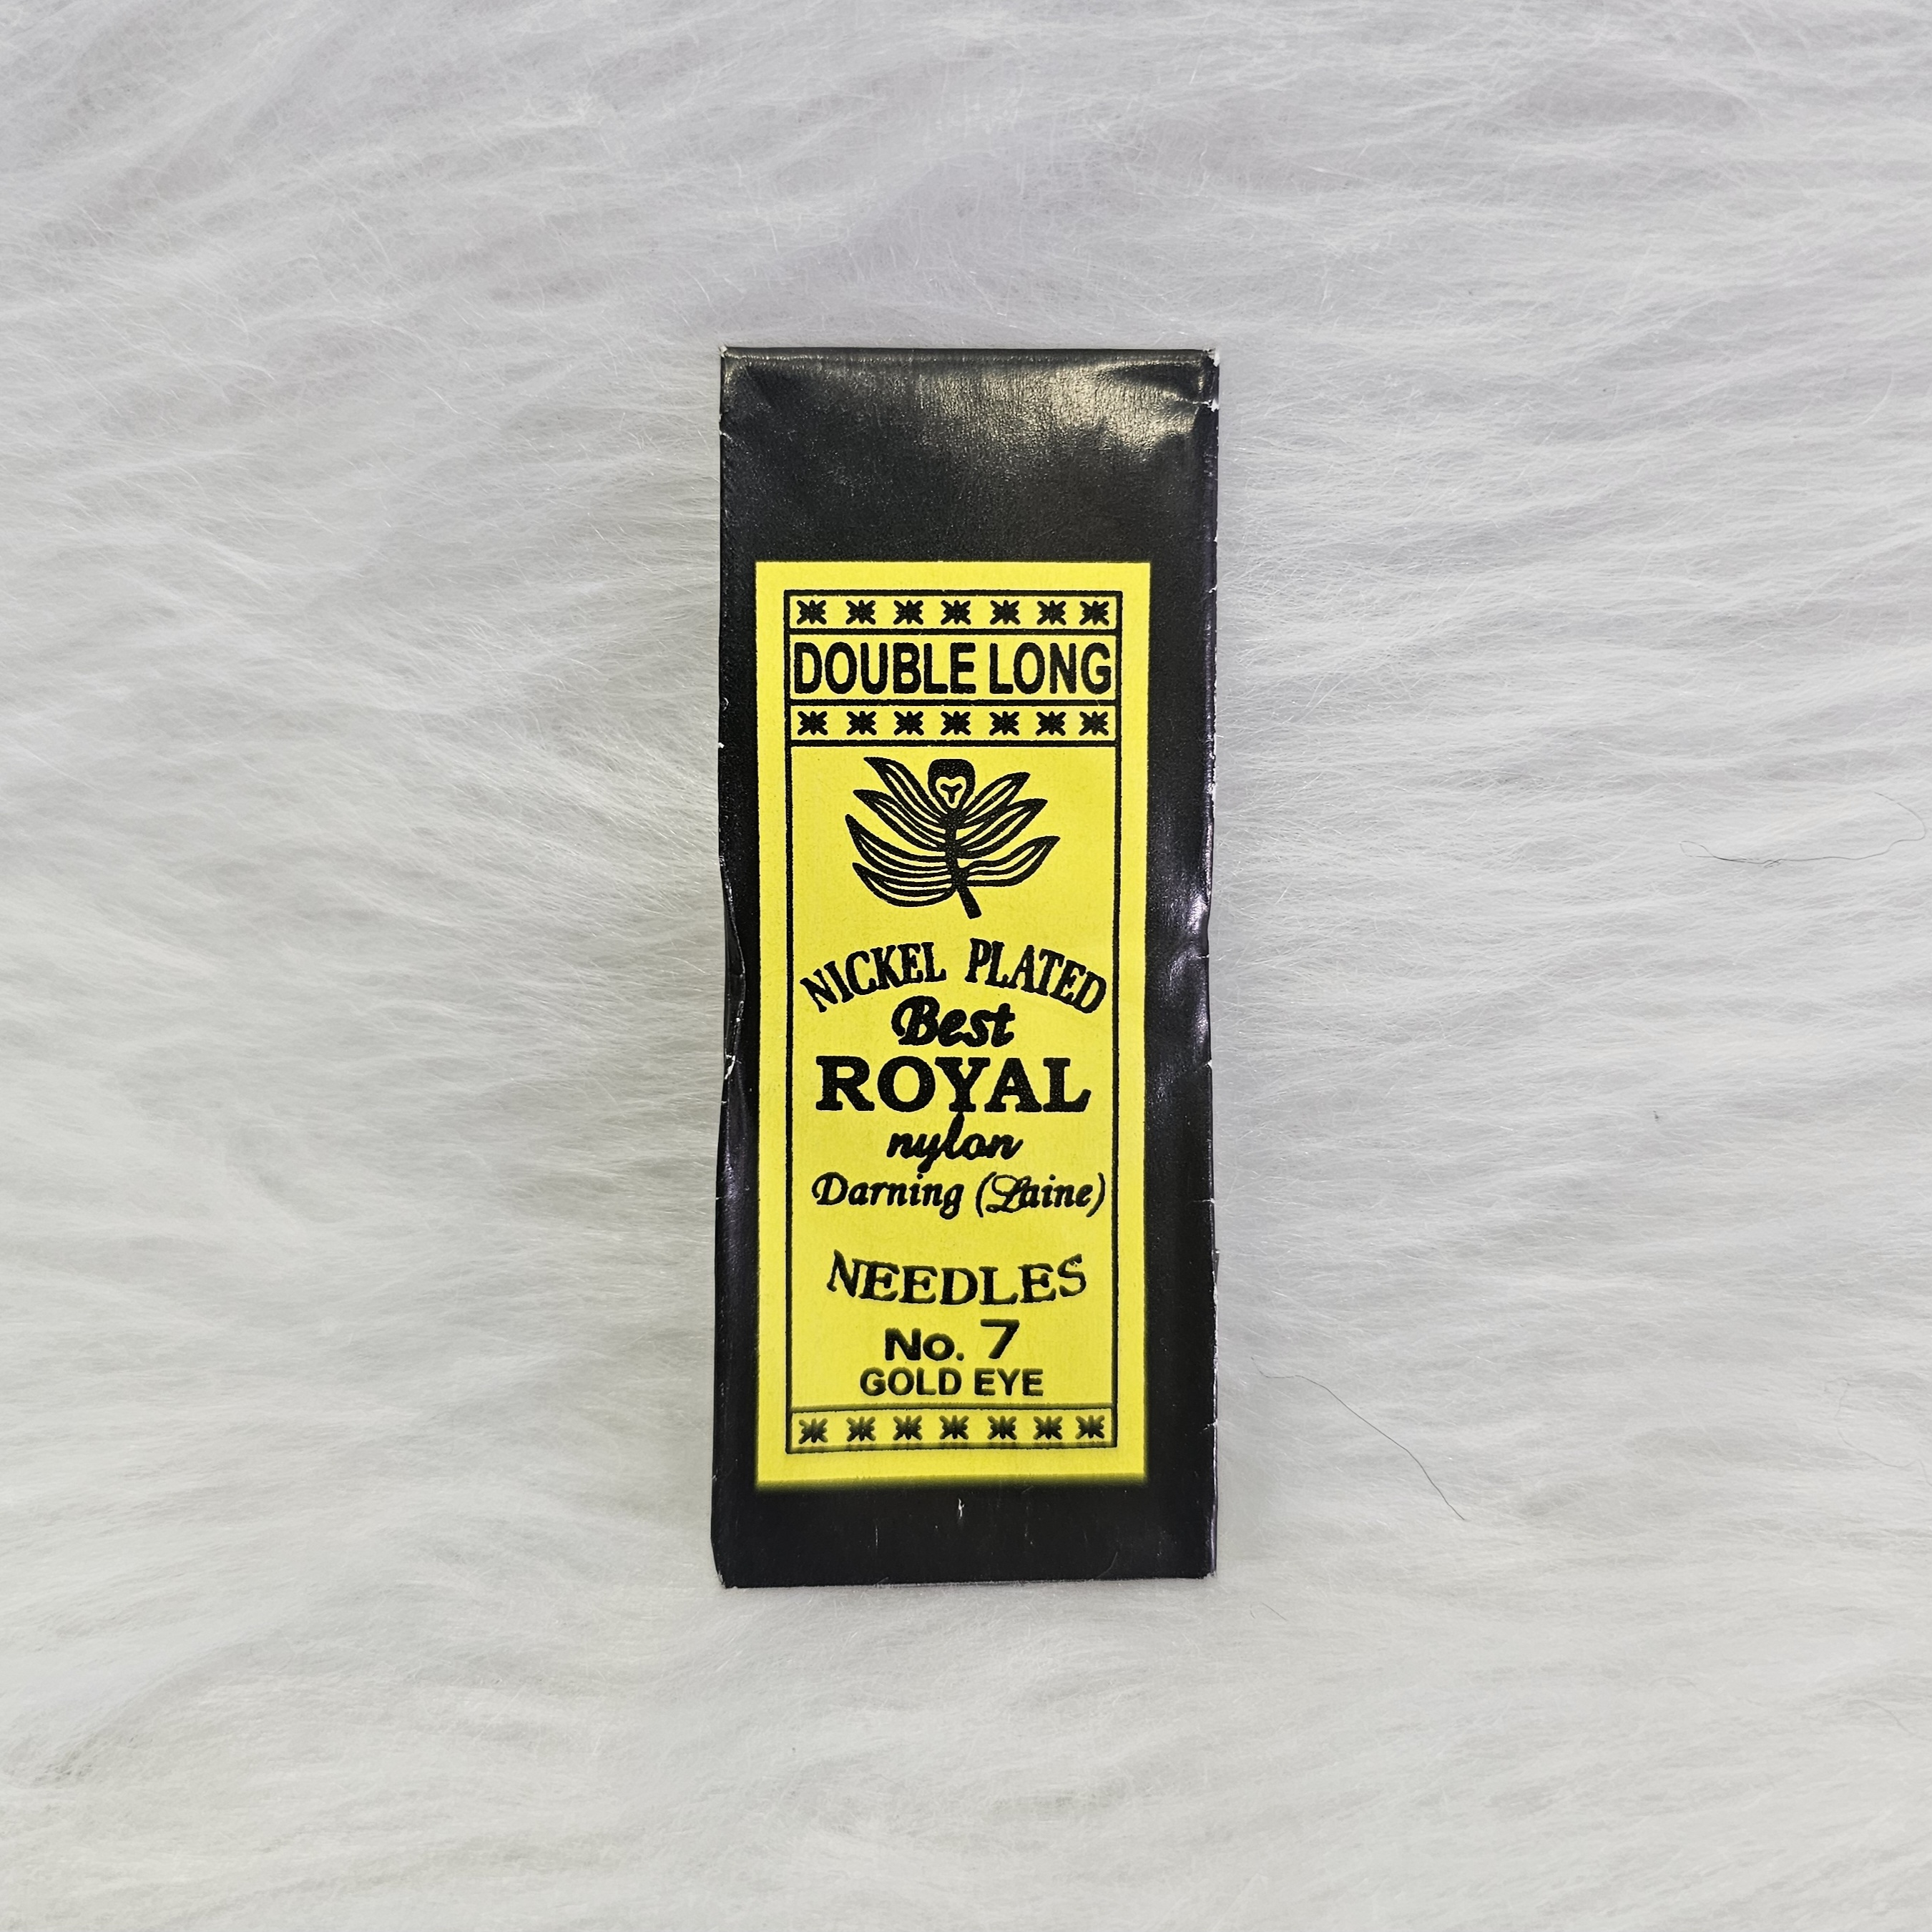 DOUBLE LONG
NICKEL PLATED
Best
ROYAL
nylon
Darning (Laine)
NEEDLES
No. 7
GOLD EYE